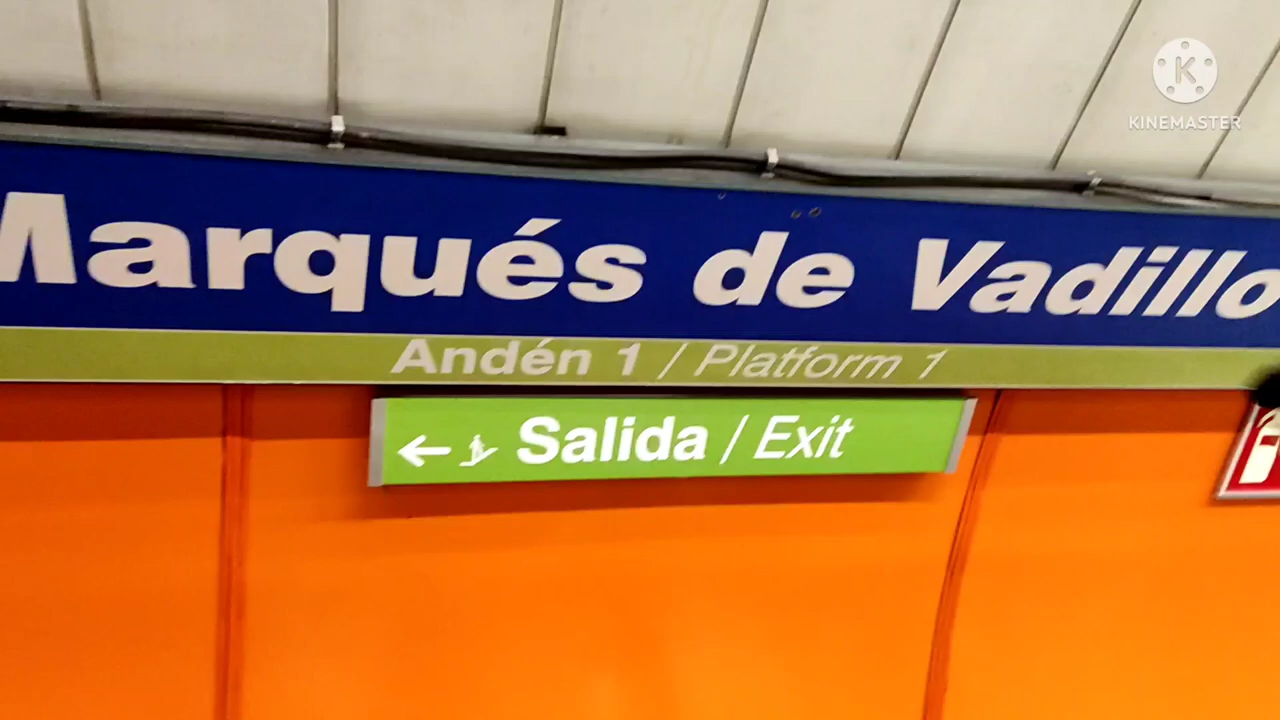 KINEMASTER
Marqués de Vadillo
Andén 1 / Platform 1
Salida / Exit